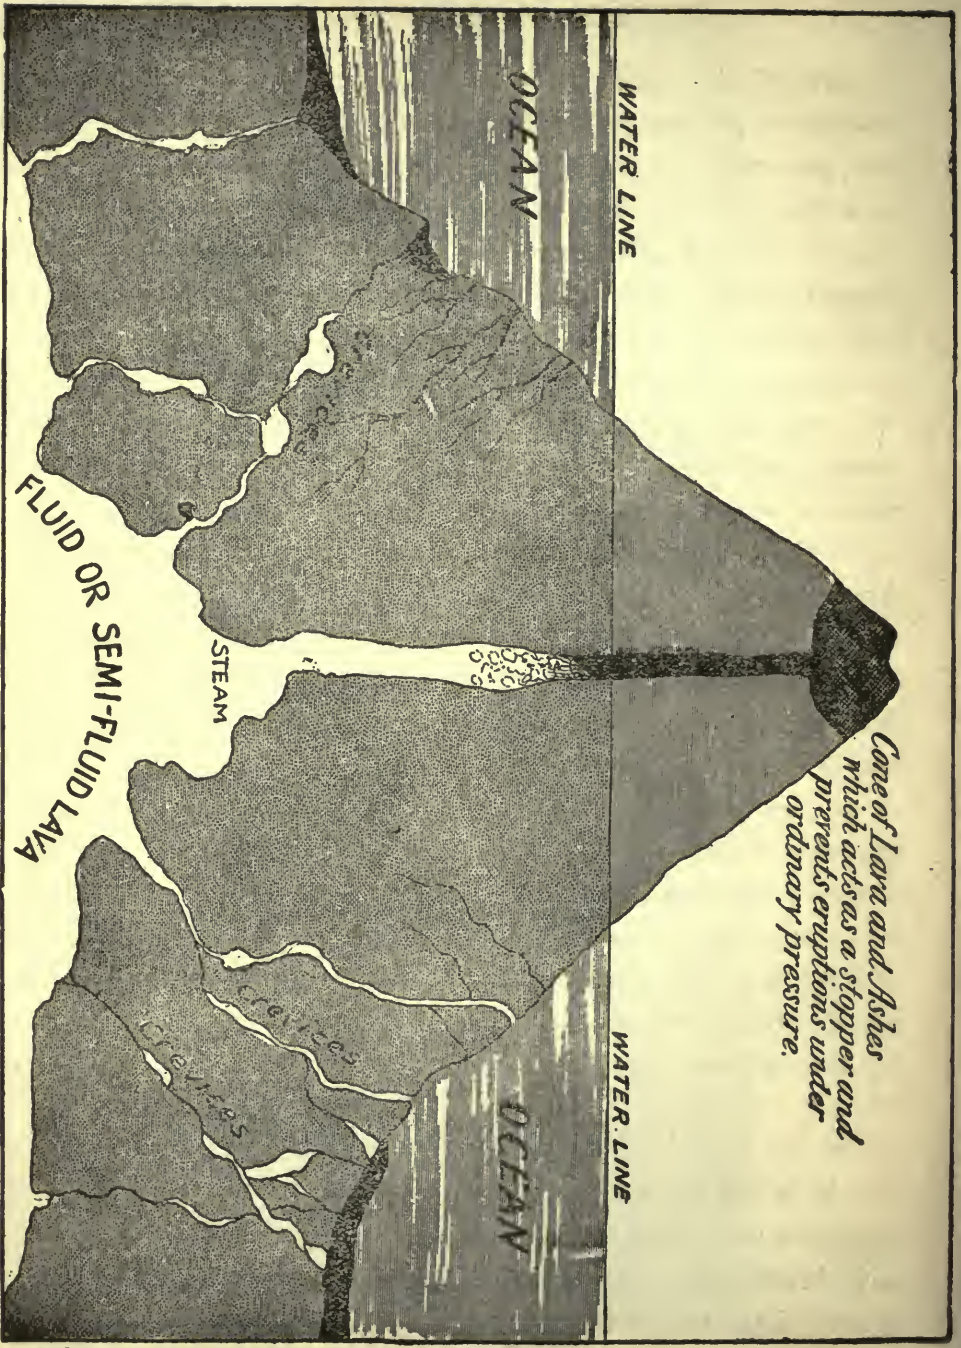 Cone of Lava and Ashes
which acts as a stopper and
prevents eruptions under
ordinary pressure.
WATER LINE
WATER LINE
OCEAN
OCEAN
crevices
crevices
STEAM
FLUID OR SEMI-FLUID LAVA